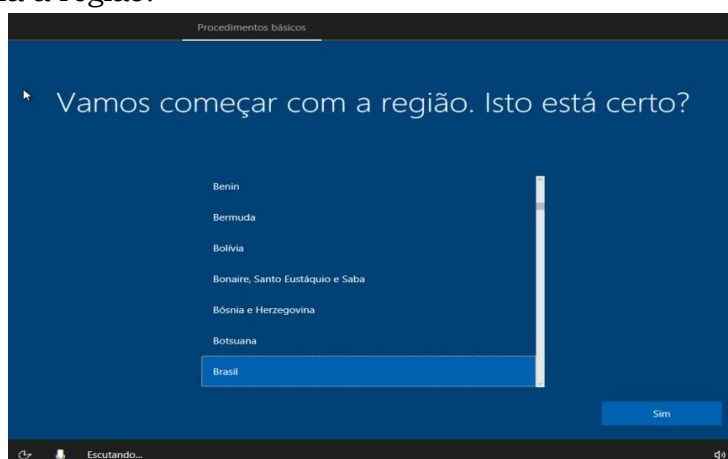 região.
Procedimentos básicos
Vamos começar com a região. Isto está certo?
Benin
Bermuda
Bolívia
Bonaire, Santo Eustáquio e Saba
Bósnia e Herzegovina
Botsuana
Brasil
Sim
Escutando...